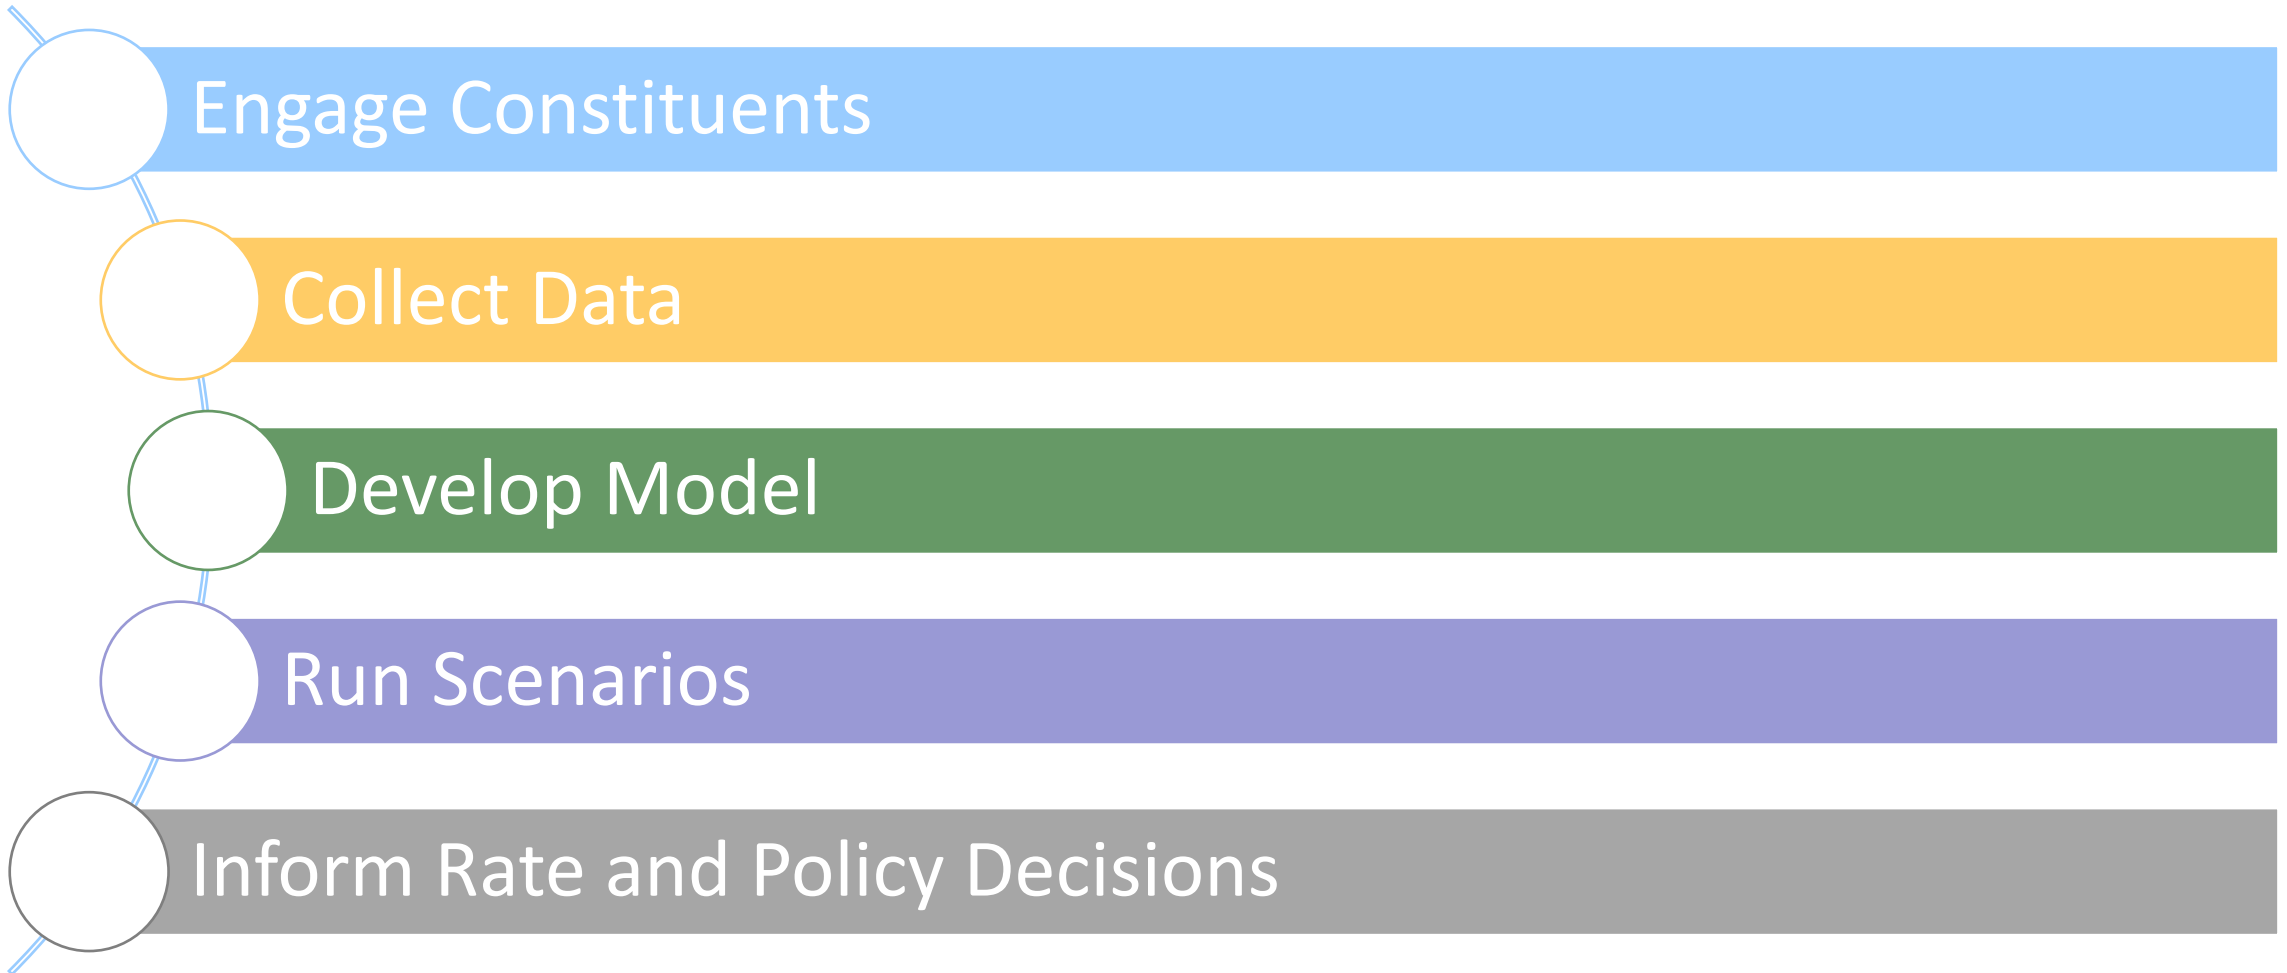 Engage Constituents
Collect Data
Develop Model
Run Scenarios
Inform Rate and Policy Decisions